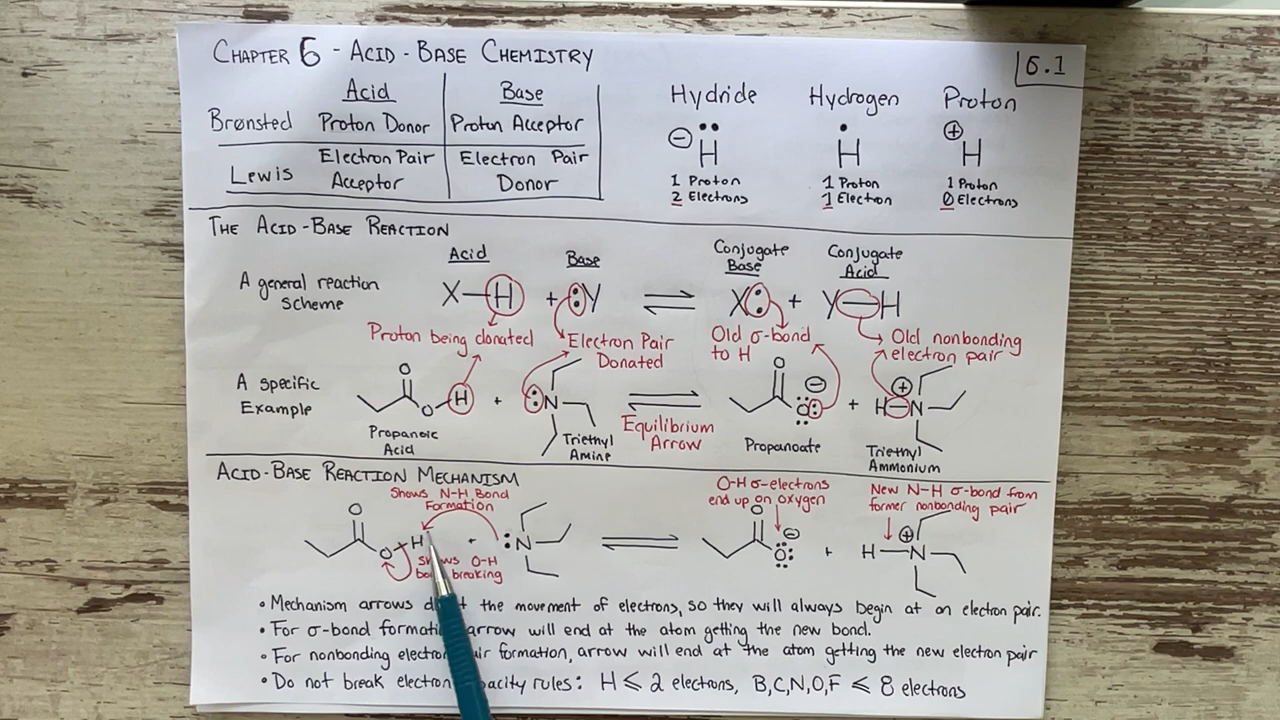 CHAPTER 6 - ACID-BASE CHEMISTRY
6.1
Acid Base
Brønsted Proton Donor Proton Acceptor
Lewis Electron Pair Acceptor Electron Pair Donor
Hydride Hydrogen Proton
⊖ •• • ⊕
H H H
1 Proton 1 Proton 1 Proton
2 Electrons 1 Electron 0 Electrons
THE ACID-BASE REACTION
Acid Base Conjugate Base Conjugate Acid
A general reaction scheme
X—H + :Y ⇌ X: + Y—H
Proton being donated
Electron Pair Donated
Old σ-bond to H
Old nonbonding electron pair
A specific Example
O O H + :N ⇌ O ⊖ :O: + H—N ⊕
Equilibrium Arrow
Propanoic Acid
Triethyl Amine
Propanoate
Triethyl Ammonium
ACID-BASE REACTION MECHANISM
Shows N-H Bond Formation
O-H σ-electrons end up on oxygen
New N-H σ-bond from former nonbonding pair
O O H + :N ⇌ O ⊖ :O: + H—N ⊕
O-H
breaking
• Mechanism arrows the movement of electrons, so they will always begin at an electron pair.
• For σ-bond arrow will end at the atom getting the new bond.
• For nonbonding formation, arrow will end at the atom getting the new electron pair
• Do not break rules: H ≤ 2 electrons, B,C,N,O,F ≤ 8 electrons